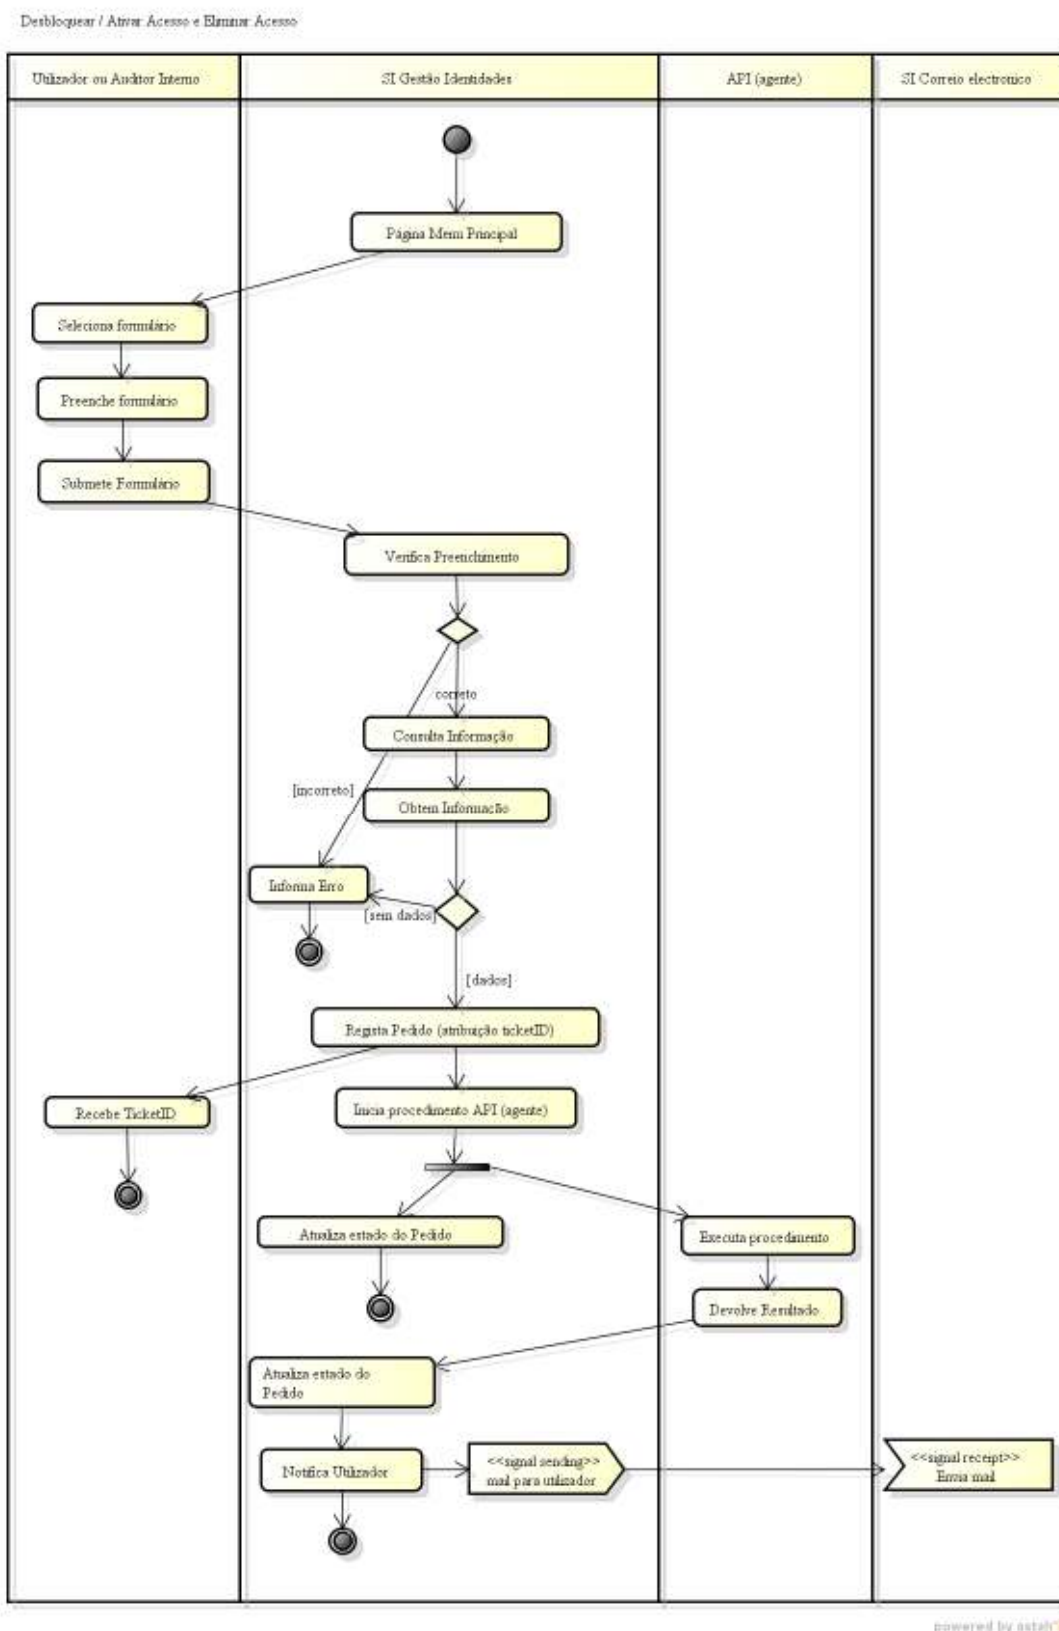 Desbloquear / Ativar Acesso e Eliminar Acesso
Utilizador ou Auditor Interno
SI Gestão Identidades
API (agente)
SI Correio electronico
Página Menu Principal
Seleciona formulário
Preenche formulário
Submete Formulário
Verifica Preenchimento
correto
Consulta Informação
[incorreto]
Obtem Informação
Informa Erro
[sem dados]
[dados]
Regista Pedido (atribuição ticketID)
Recebe TicketID
Inicia procedimento API (agente)
Atualiza estado do Pedido
Executa procedimento
Devolve Resultado
Atualiza estado do
Pedido
Notifica Utilizador
<<signal sending>>
mail para utilizador
<<signal receipt>>
Envia mail
powered by astah*